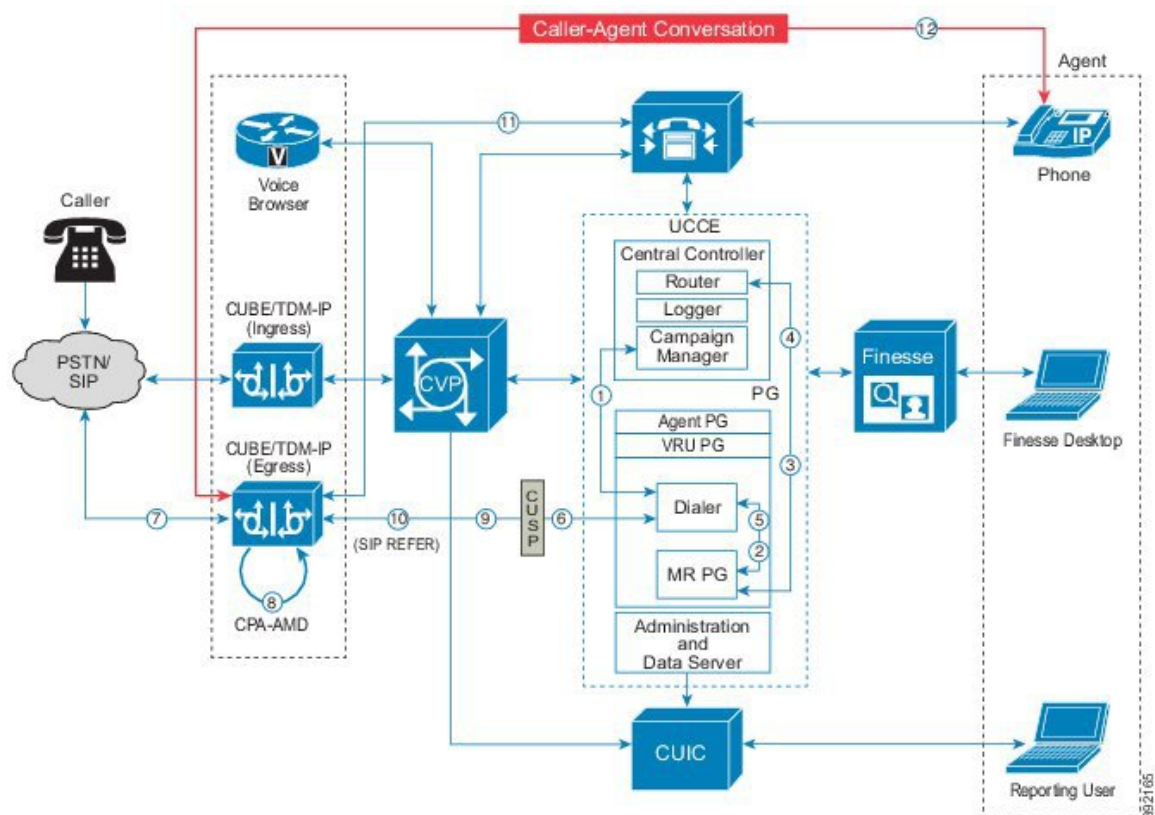 Caller-Agent Conversation
12
Agent
11
V
Voice
Browser
IP
Phone
Caller
UCCE
Central Controller
Router
Logger
Campaign
Manager
CUBE/TDM-IP
(Ingress)
PSTN/
SIP
CVP
4
Finesse
1
PG
Agent PG
VRU PG
Finesse Desktop
CUBE/TDM-IP
(Egress)
3
7
10
(SIP REFER)
9
CUSP
6
Dialer
5
2
MR PG
8
CPA-AMD
Administration
and
Data Server
CUIC
Reporting User
392165